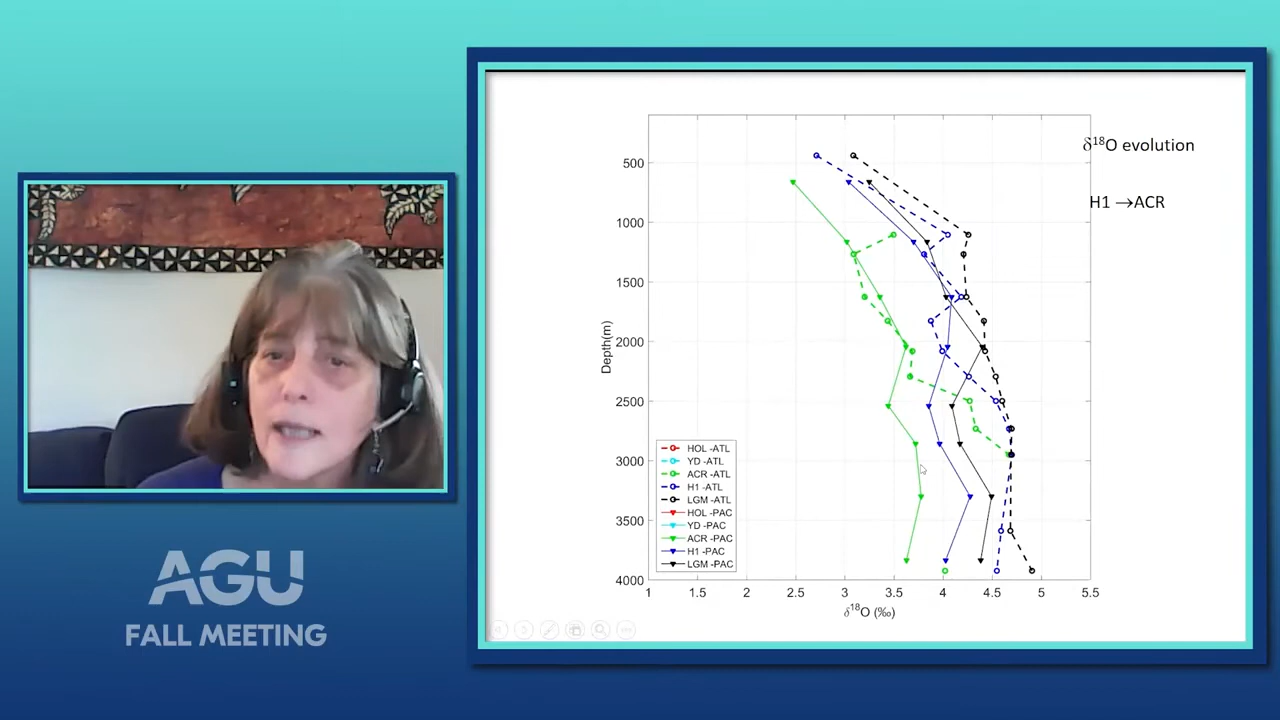 AGU
FALL MEETING
δ¹⁸O evolution
H1 →ACR
Depth(m)
500
1000
1500
2000
2500
3000
3500
4000
HOL -ATL
YD -ATL
ACR -ATL
H1 -ATL
LGM -ATL
HOL -PAC
YD -PAC
ACR -PAC
H1 -PAC
LGM -PAC
1 1.5 2 2.5 3 3.5 4 4.5 5 5.5
δ¹⁸O (‰)